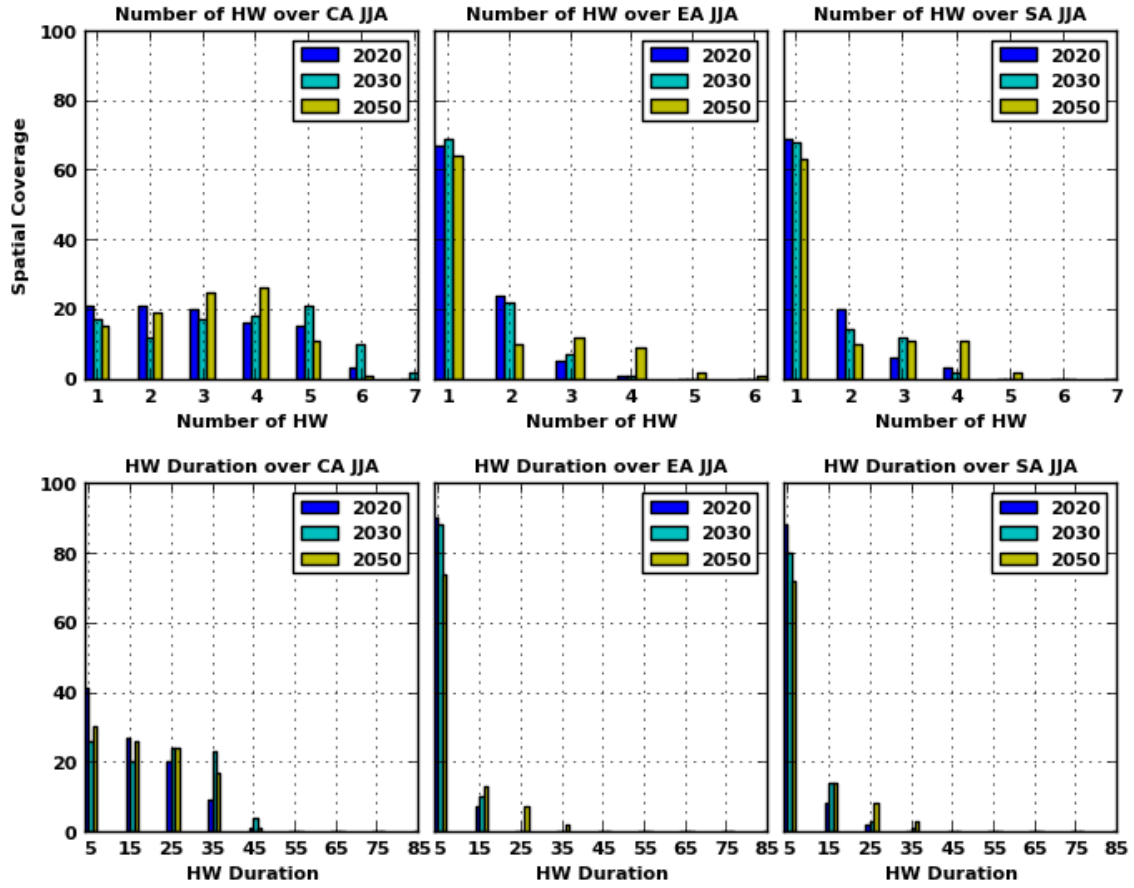 Number of HW over CA JJA
Number of HW over EA JJA
Number of HW over SA JJA
Spatial Coverage
100
80
60
40
20
0
2020
2030
2050
2020
2030
2050
2020
2030
2050
1 2 3 4 5 6 7
1 2 3 4 5 6
1 2 3 4 5 6 7
Number of HW
Number of HW
Number of HW
HW Duration over CA JJA
HW Duration over EA JJA
HW Duration over SA JJA
100
80
60
40
20
0
2020
2030
2050
2020
2030
2050
2020
2030
2050
5 15 25 35 45 55 65 75 85
5 15 25 35 45 55 65 75 85
5 15 25 35 45 55 65 75 85
HW Duration
HW Duration
HW Duration